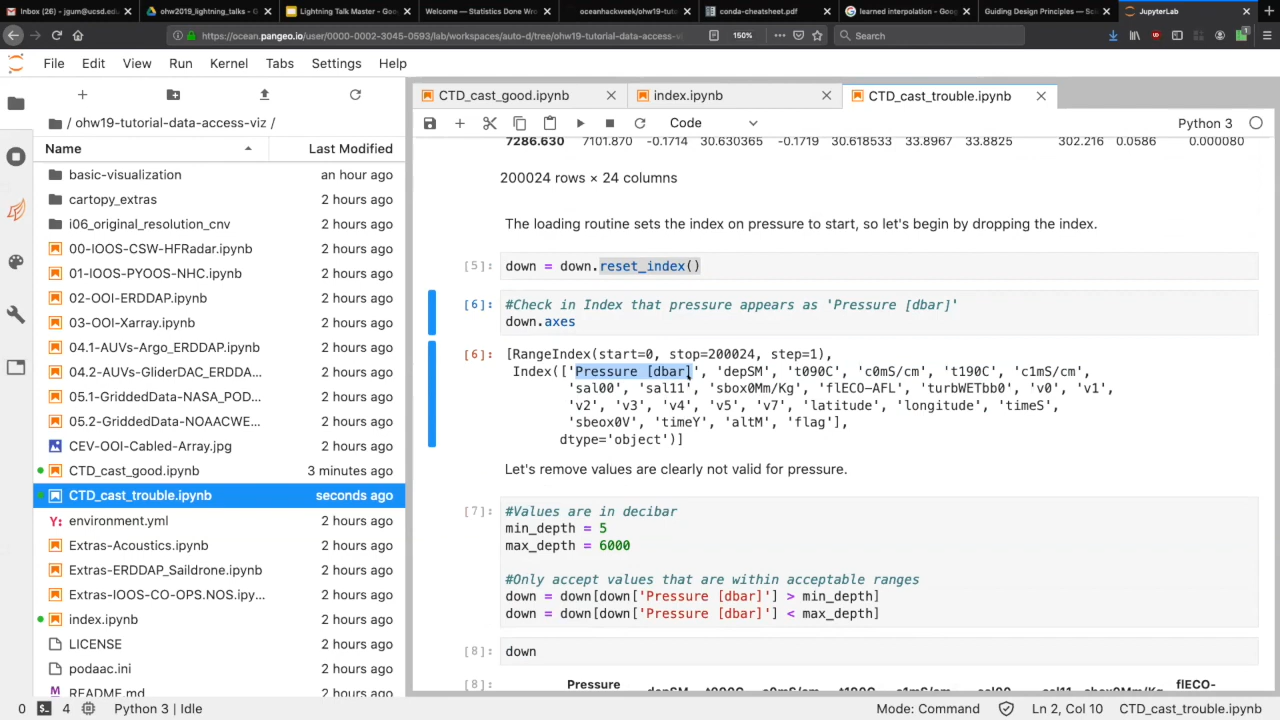 Inbox (6) - jgum@ucsd.ed
ohw2019_lightning_talks - G
Lightning Talk Master - Goo
Welcome — Statistics Done Wro
oceanhackweek/ohw19-tuto
conda-cheatsheet.pdf
learned interpolation - Goog
Guiding Design Principles — Sc
JupyterLab
https://ocean.pangeo.io/user/0000-0002-3045-0593/lab/workspaces/auto-d/tree/ohw19-tutorial-data-access-vi
150%
Search
File Edit View Run Kernel Tabs Settings Help
CTD_cast_good.ipynb
index.ipynb
CTD_cast_trouble.ipynb
/ ohw19-tutorial-data-access-viz /
Code
Python 3
Name Last Modified
basic-visualization an hour ago
cartopy_extras 2 hours ago
i06_original_resolution_cnv 2 hours ago
00-IOOS-CSW-HFRadar.ipynb 2 hours ago
01-IOOS-PYOOS-NHC.ipynb 2 hours ago
02-OOI-ERDDAP.ipynb 2 hours ago
03-OOI-Xarray.ipynb 2 hours ago
04.1-AUVs-Argo_ERDDAP.ipynb 2 hours ago
04.2-AUVs-GliderDAC_ERDDA... 2 hours ago
05.1-GriddedData-NASA_POD... 2 hours ago
05.2-GriddedData-NOAACWE... 2 hours ago
CEV-OOI-Cabled-Array.jpg 2 hours ago
CTD_cast_good.ipynb 3 minutes ago
CTD_cast_trouble.ipynb seconds ago
environment.yml 2 hours ago
Extras-Acoustics.ipynb 2 hours ago
Extras-ERDDAP_Saildrone.ipynb 2 hours ago
Extras-IOOS-CO-OPS.NOS.ipy... 2 hours ago
index.ipynb 2 hours ago
LICENSE 2 hours ago
podaac.ini 2 hours ago
README.md 2 hours ago
7286.630 7101.870 -0.1714 30.630365 -0.1719 30.618533 33.8967 33.8825 302.216 0.0586 0.000080
200024 rows × 24 columns
The loading routine sets the index on pressure to start, so let's begin by dropping the index.
[5]: down = down.reset_index()
[6]: #Check in Index that pressure appears as 'Pressure [dbar]'
down.axes
[6]: [RangeIndex(start=0, stop=200024, step=1),
Index(['Pressure [dbar]', 'depSM', 't090C', 'c0mS/cm', 't190C', 'c1mS/cm',
'sal00', 'sal11', 'sbox0Mm/Kg', 'flECO-AFL', 'turbWETbb0', 'v0', 'v1',
'v2', 'v3', 'v4', 'v5', 'v7', 'latitude', 'longitude', 'timeS',
'sbeox0V', 'timeY', 'altM', 'flag'],
dtype='object')]
Let's remove values are clearly not valid for pressure.
[7]: #Values are in decibar
min_depth = 5
max_depth = 6000
#Only accept values that are within acceptable ranges
down = down[down['Pressure [dbar]'] > min_depth]
down = down[down['Pressure [dbar]'] < max_depth]
[8]: down
[8]: Pressure depSM t090C c0mS/cm t190C c1mS/cm sal00 sal11 sbox0Mm/Kg flECO-
0 4 Python 3 | Idle Mode: Command Ln 2, Col 10 CTD_cast_trouble.ipynb